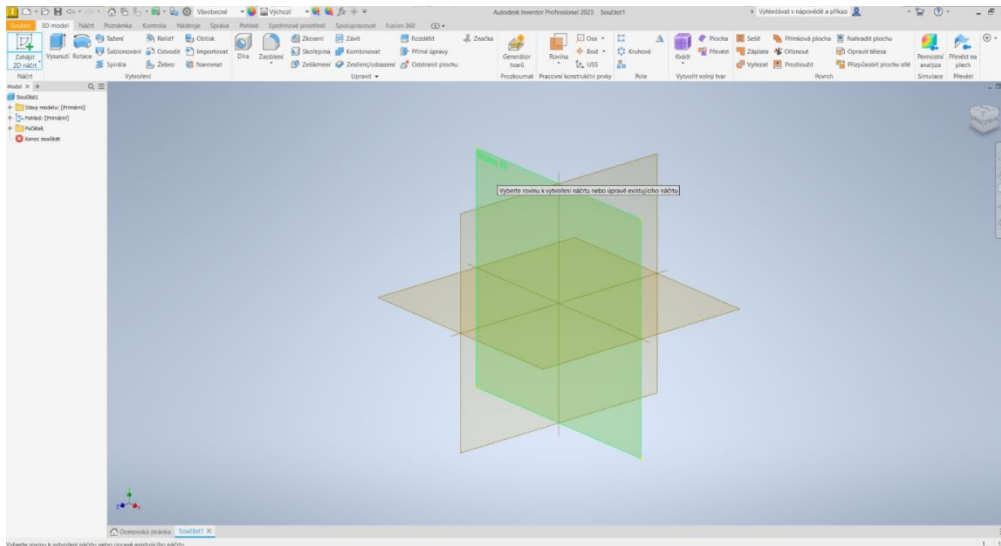 Všeobecné Výchozí Autodesk Inventor Professional 2023 Součást1 Vyhledávat v nápovědě a příkaz
Soubor 3D model Náčrt Poznámka Kontrola Nástroje Správa Pohled Systémové prostředí Spolupracovat Fusion 360
Zahájit 2D náčrt
Vysunutí Rotace
Tažení Reliéf Obtisk
Šablonování Odvodit Importovat
Spirála Žebro Narovnat
Díra Zaoblení
Zkosení Závit Rozdělit
Skořepina Kombinovat Přímé úpravy
Zešikmení Zesílení/odsazení Odstranit plochu
Značka
Generátor tvarů
Rovina
Osa
Bod
USS
Kruhové
Kvádr
Plocha
Převést
Sešít Přímková plocha Nahradit plochu
Záplata Oříznout Opravit tělesa
Vyřezat Prodloužit Přizpůsobit plochu sítě
Pevnostní analýza
Převést na plech
Náčrt Vytvoření Upravit Prozkoumat Pracovní konstrukční prvky Pole Vytvořit volný tvar Povrch Simulace Převést
Model
Součást1
Stavy modelu: [Primární]
Pohled: [Primární]
Počátek
Konec součásti
Vyberte rovinu k vytvoření náčrtu nebo úpravě existujícího náčrtu
Domovská stránka Součást1
Vyberte rovinu k vytvoření náčrtu nebo úpravě existujícího náčrtu